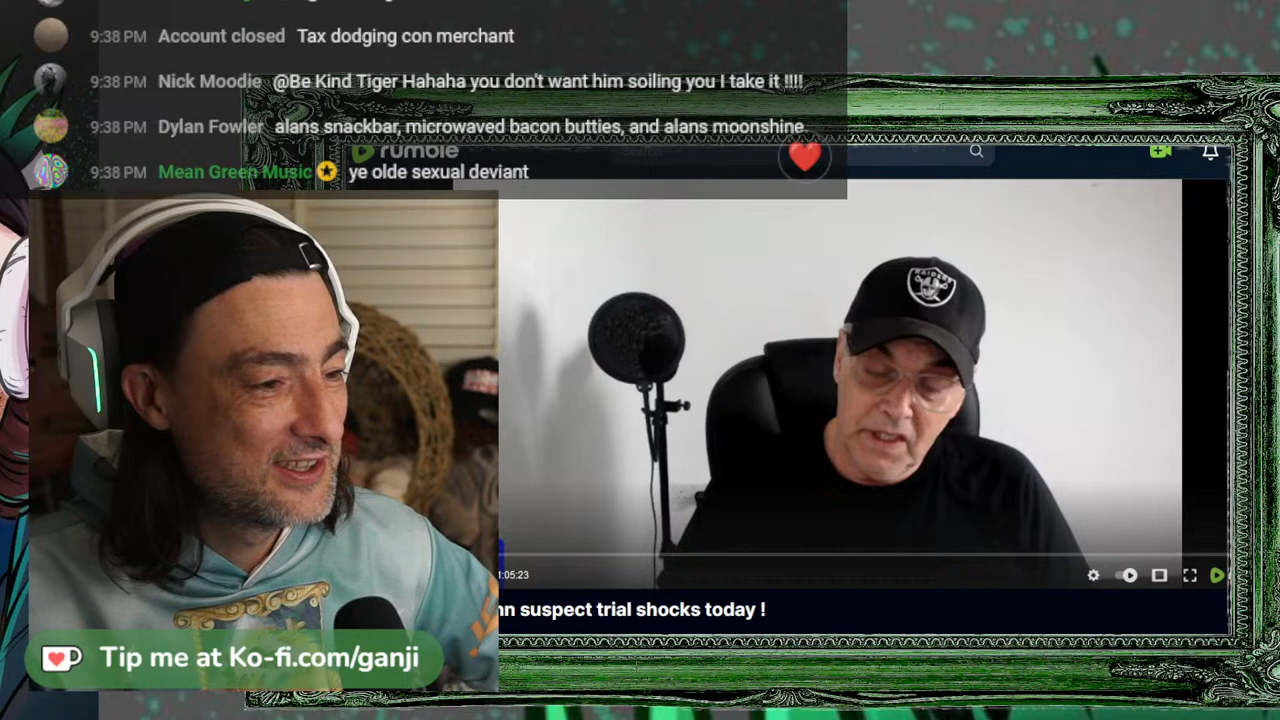 9:38 PM Account closed Tax dodging con merchant
9:38 PM Nick Moodie @Be Kind Tiger Hahaha you don't want him soiling you I take it !!!!
9:38 PM Dylan Fowler alans snackbar, microwaved bacon butties, and alans moonshine
rumble
9:38 PM Mean Green Music ye olde sexual deviant
RAIDERS
1:05:23
nn suspect trial shocks today !
Tip me at Ko-fi.com/ganji